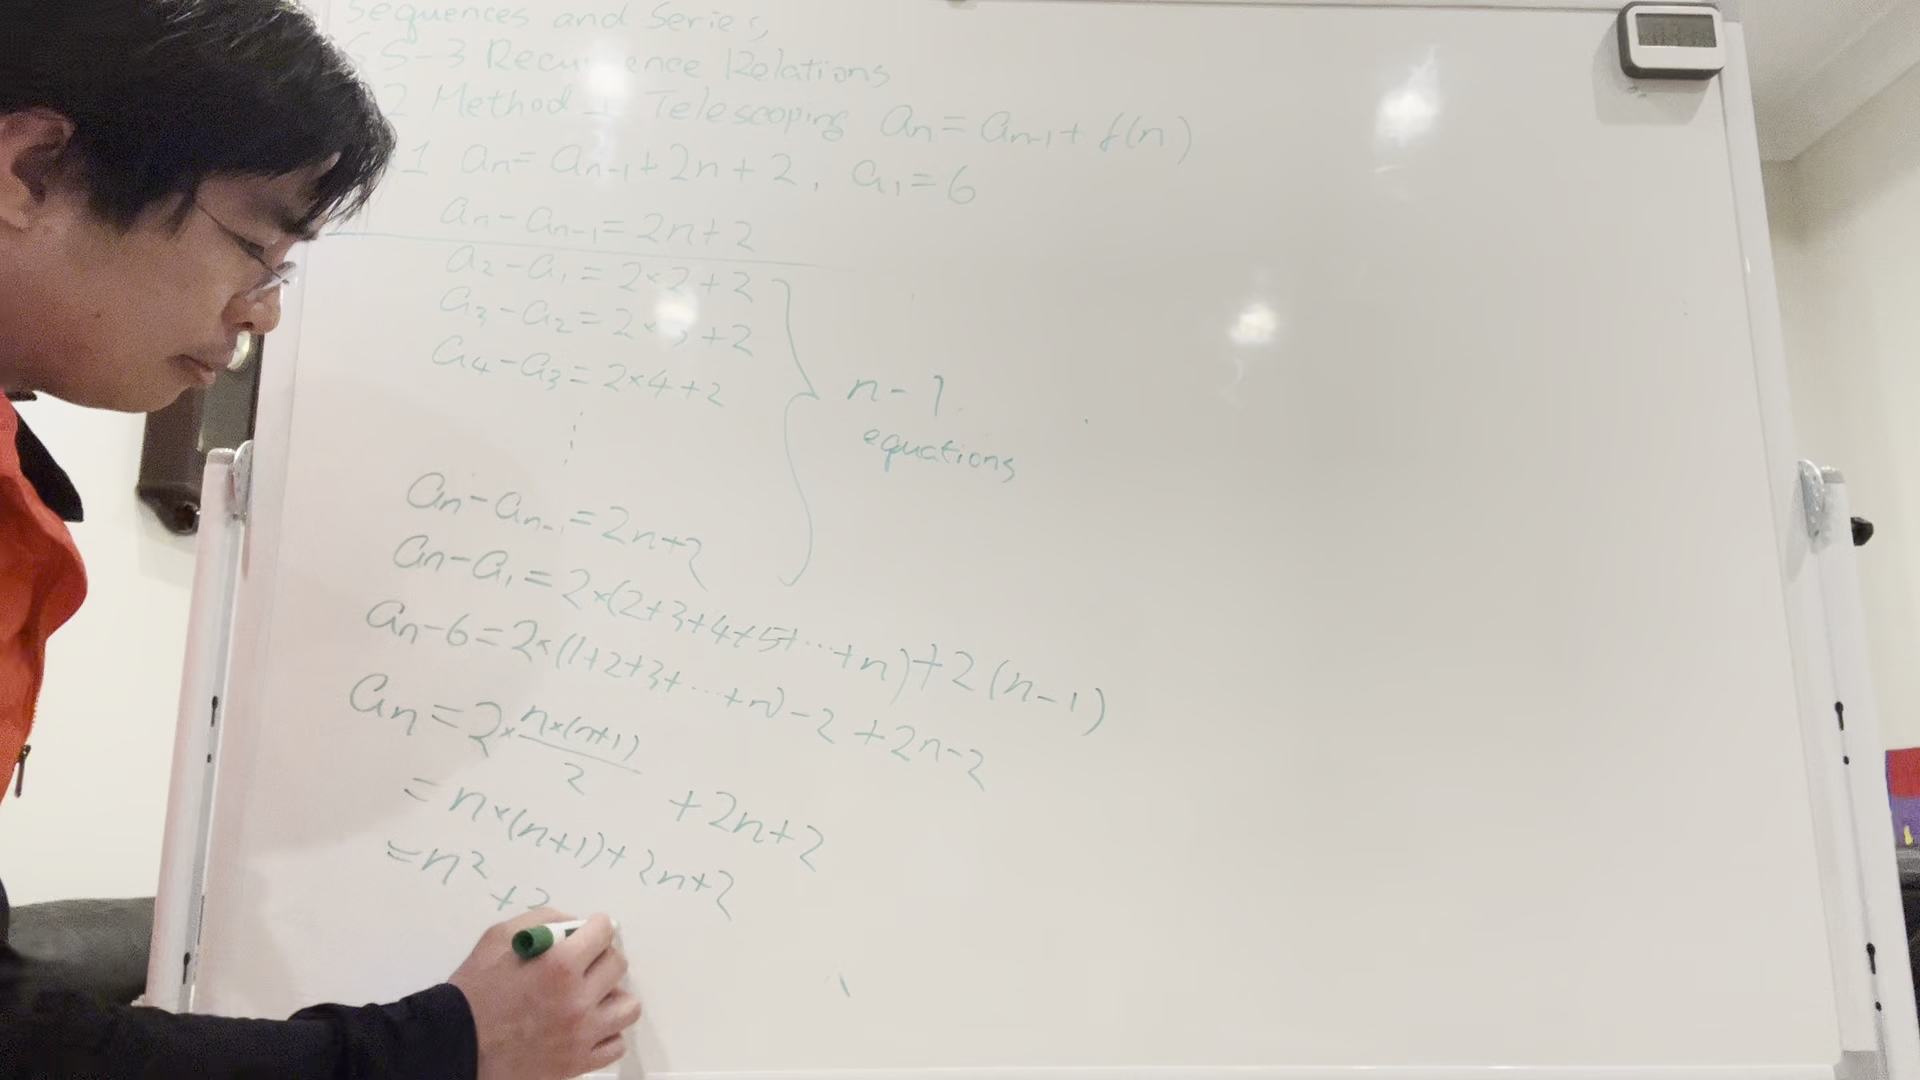 Sequences and Series,
5-3 Recurrence Relations
2 Method 1 Telescoping aₙ = aₙ₋₁ + f(n)
1 aₙ = aₙ₋₁ + 2n + 2, a₁ = 6
aₙ - aₙ₋₁ = 2n + 2
a₂ - a₁ = 2×2 + 2
a₃ - a₂ = 2×3 + 2
a₄ - a₃ = 2×4 + 2
n - 1
equations
aₙ - aₙ₋₁ = 2n+2
aₙ - a₁ = 2×(2+3+4+5+⋯+n)+2(n-1)
aₙ - 6 = 2×(1+2+3+⋯+n)-2+2n-2
aₙ = 2× n×(n+1)/2 + 2n+2
= n×(n+1)+2n+2
= n² + 3